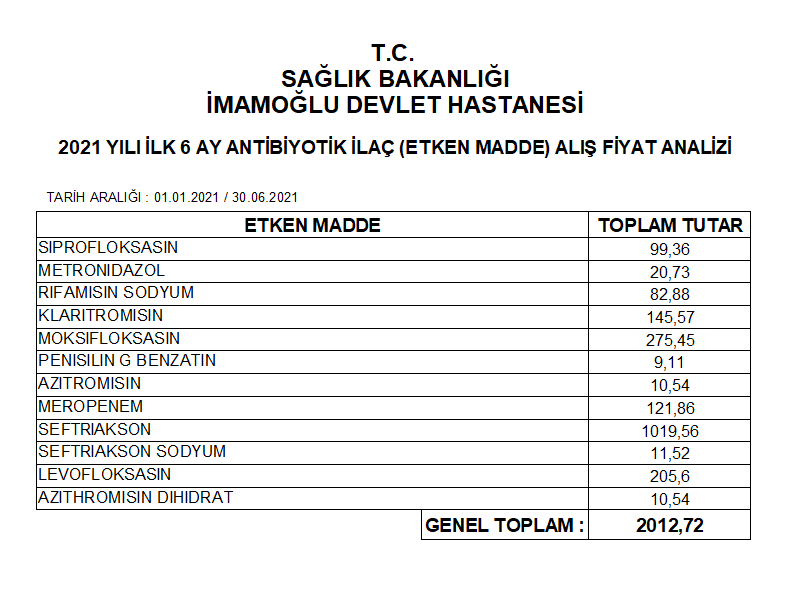 T.C.
SAĞLIK BAKANLIĞI
İMAMOĞLU DEVLET HASTANESİ
2021 YILI İLK 6 AY ANTİBİYOTİK İLAÇ (ETKEN MADDE) ALIŞ FİYAT ANALİZİ
TARİH ARALIĞI : 01.01.2021 / 30.06.2021
ETKEN MADDE TOPLAM TUTAR
SIPROFLOKSASIN 99,36
METRONIDAZOL 20,73
RIFAMISIN SODYUM 82,88
KLARITROMISIN 145,57
MOKSIFLOKSASIN 275,45
PENISILIN G BENZATIN 9,11
AZITROMISIN 10,54
MEROPENEM 121,86
SEFTRIAKSON 1019,56
SEFTRIAKSON SODYUM 11,52
LEVOFLOKSASIN 205,6
AZITHROMISIN DIHIDRAT 10,54
GENEL TOPLAM : 2012,72